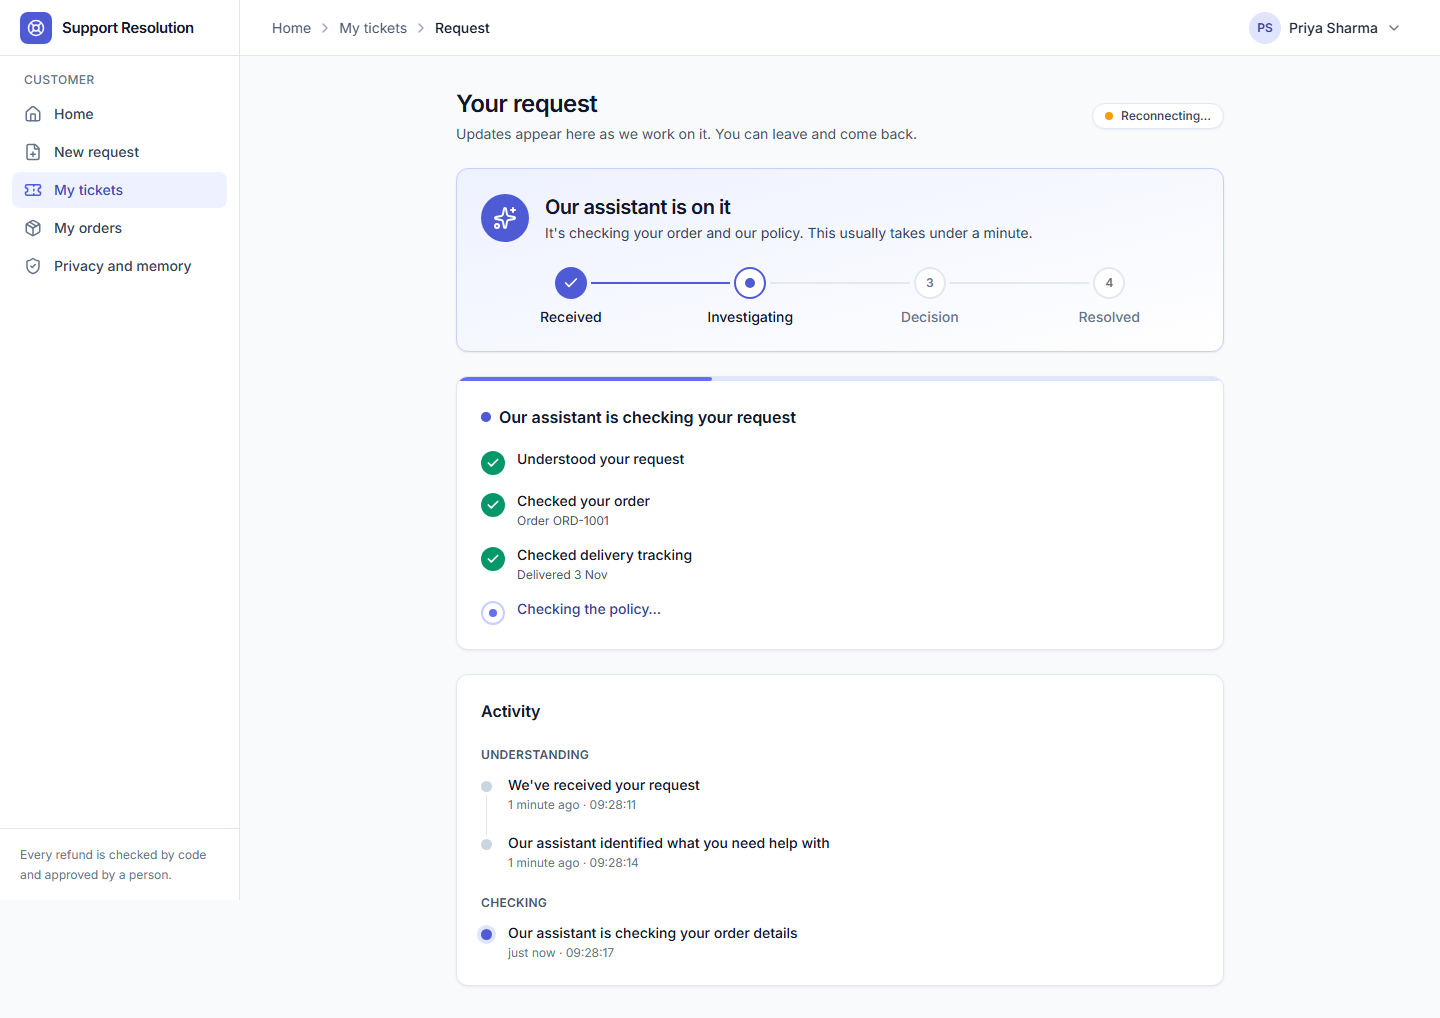 Support Resolution
Home
My tickets
Request
PS
Priya Sharma
CUSTOMER
Home
New request
My tickets
My orders
Privacy and memory
Every refund is checked by code
and approved by a person.
Your request
Updates appear here as we work on it. You can leave and come back.
Reconnecting...
Our assistant is on it
It's checking your order and our policy. This usually takes under a minute.
3
4
Received
Investigating
Decision
Resolved
Our assistant is checking your request
Understood your request
Checked your order
Order ORD-1001
Checked delivery tracking
Delivered 3 Nov
Checking the policy...
Activity
UNDERSTANDING
We've received your request
1 minute ago · 09:28:11
Our assistant identified what you need help with
1 minute ago · 09:28:14
CHECKING
Our assistant is checking your order details
just now · 09:28:17